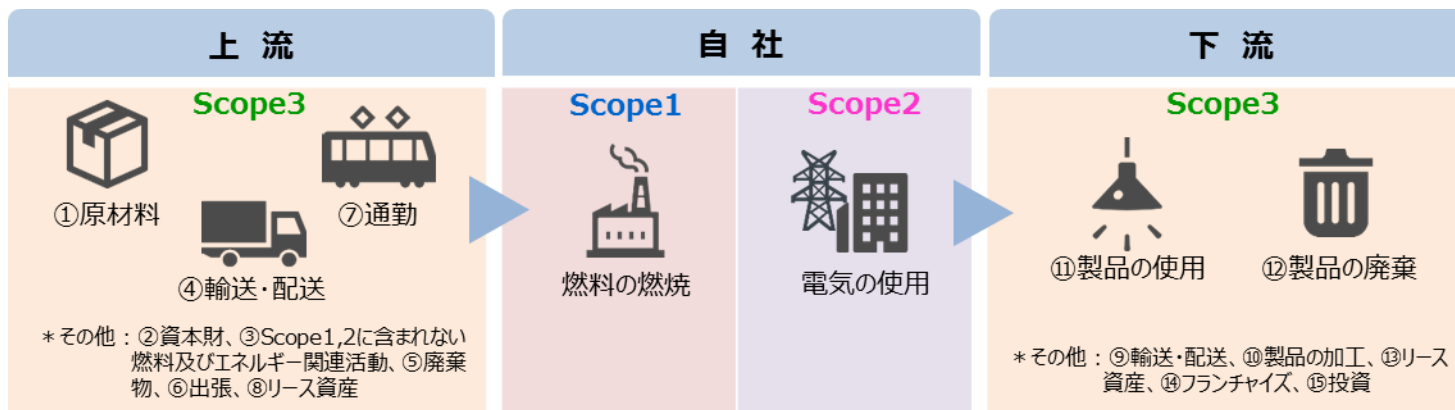 上 流
Scope3
①原材料
⑦通勤
④輸送・配送
＊その他：②資本財、③Scope1,2に含まれない
燃料及びエネルギー関連活動、⑤廃棄
物、⑥出張、⑧リース資産
自 社
Scope1
燃料の燃焼
Scope2
電気の使用
下 流
Scope3
⑪製品の使用
⑫製品の廃棄
＊その他：⑨輸送・配送、⑩製品の加工、⑬リース
資産、⑭フランチャイズ、⑮投資